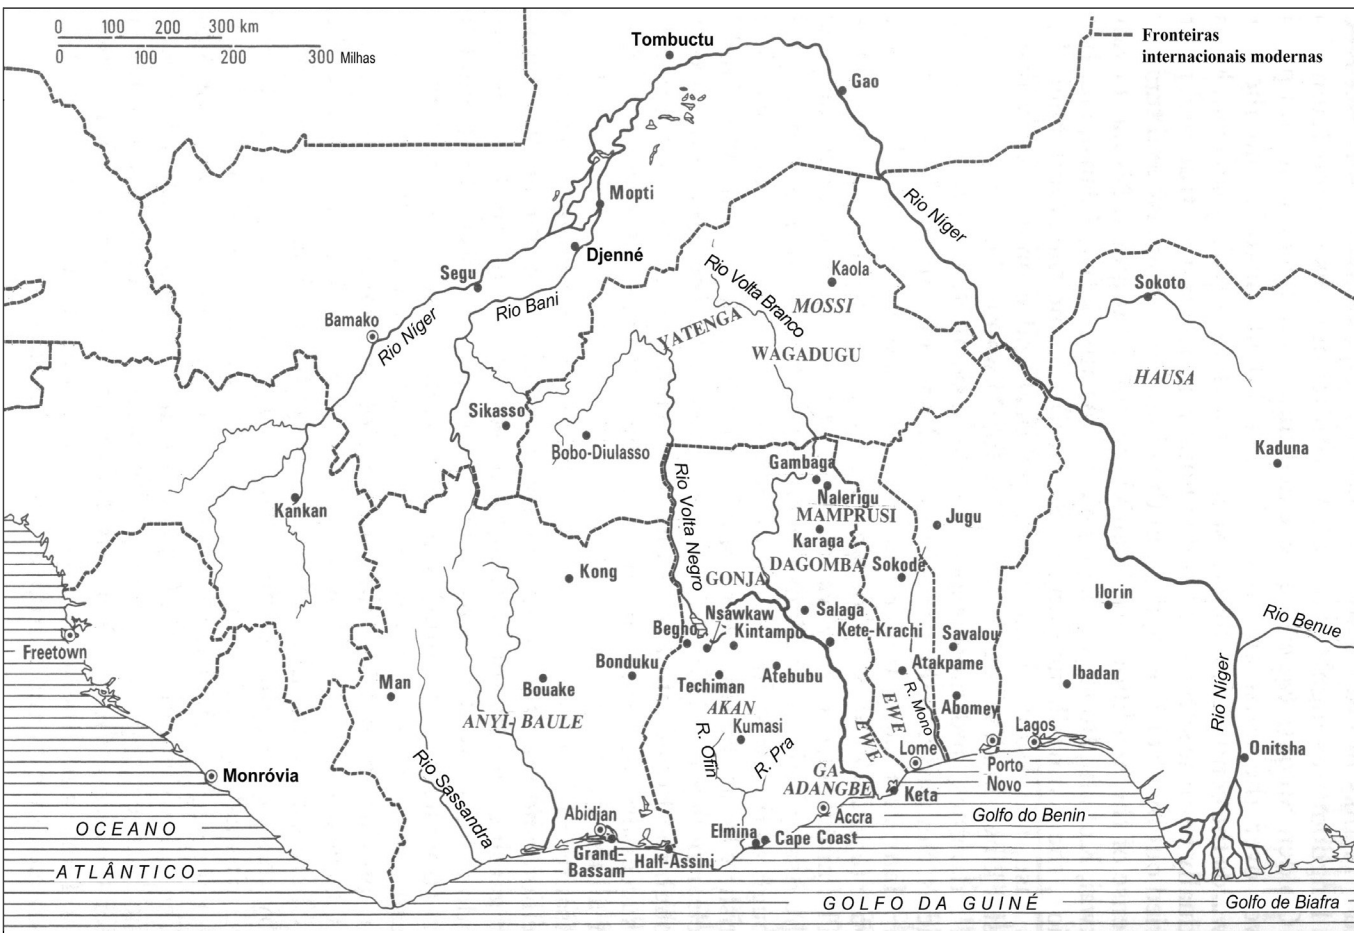 0 100 200 300 km
0 100 200 300 Milhas
Fronteiras
internacionais modernas
Tombuctu
Gao
Mopti
Rio Níger
Djenné
Segu
Rio Bani
Rio Volta Branco
Kaola
MOSSI
Sokoto
Bamako
Rio Níger
YATENGA
WAGADUGU
HAUSA
Sikasso
Bobo-Diulasso
Kaduna
Gambaga
Nalerigu
Kankan
Rio Volta Negro
MAMPRUSI
Jugu
Karaga
DAGOMBA
Sokodé
Kong
GONJA
Ilorin
Salaga
Nsawkaw
Kintampo
Kete-Krachi
Rio Benue
Freetown
Begho
Savalou
Bonduku
Atakpame
Ibadan
Man
Bouake
Techiman
Atebubu
EWE
R. Mono
Abomey
Rio Níger
ANYI-BAULE
AKAN
Kumasi
EWE
Lagos
R. Ofin
R. Pra
Lome
Onitsha
Monróvia
Rio Sassandra
GA-
ADANGBE
Porto
Novo
Keta
Abidjan
Accra
Golfo do Benin
OCEANO
Elmina
Cape Coast
Grand-
Bassam
Half-Assini
ATLÂNTICO
GOLFO DA GUINÉ
Golfo de Biafra